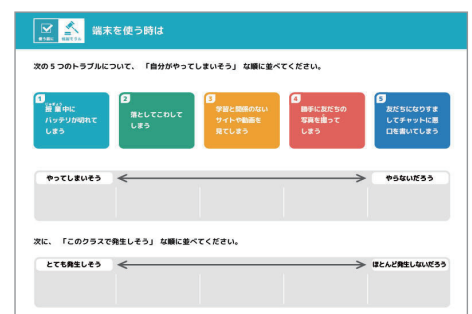 端末を使う時は
次の5つのトラブルについて、「自分がやってしまいそう」な順に並べてください。
1
授業中に
バッテリが切れて
しまう
2
落としてこわして
しまう
3
学習と関係のない
サイトや動画を
見てしまう
4
勝手に友だちの
写真を撮って
しまう
5
友だちになりすま
してチャットに悪
口を書いてしまう
やってしまいそう
やらないだろう
次に、「このクラスで発生しそう」な順に並べてください。
とても発生しそう
ほとんど発生しないだろう